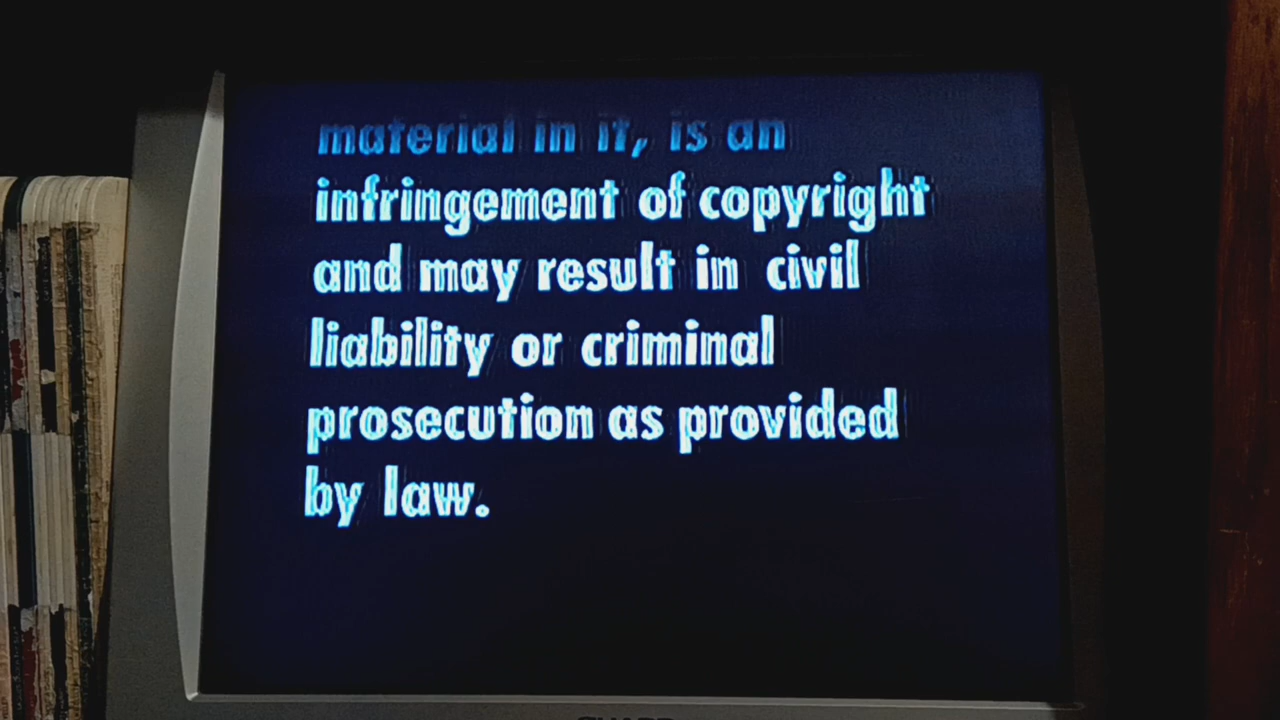 material in it, is an
infringement of copyright
and may result in civil
liability or criminal
prosecution as provided
by law.